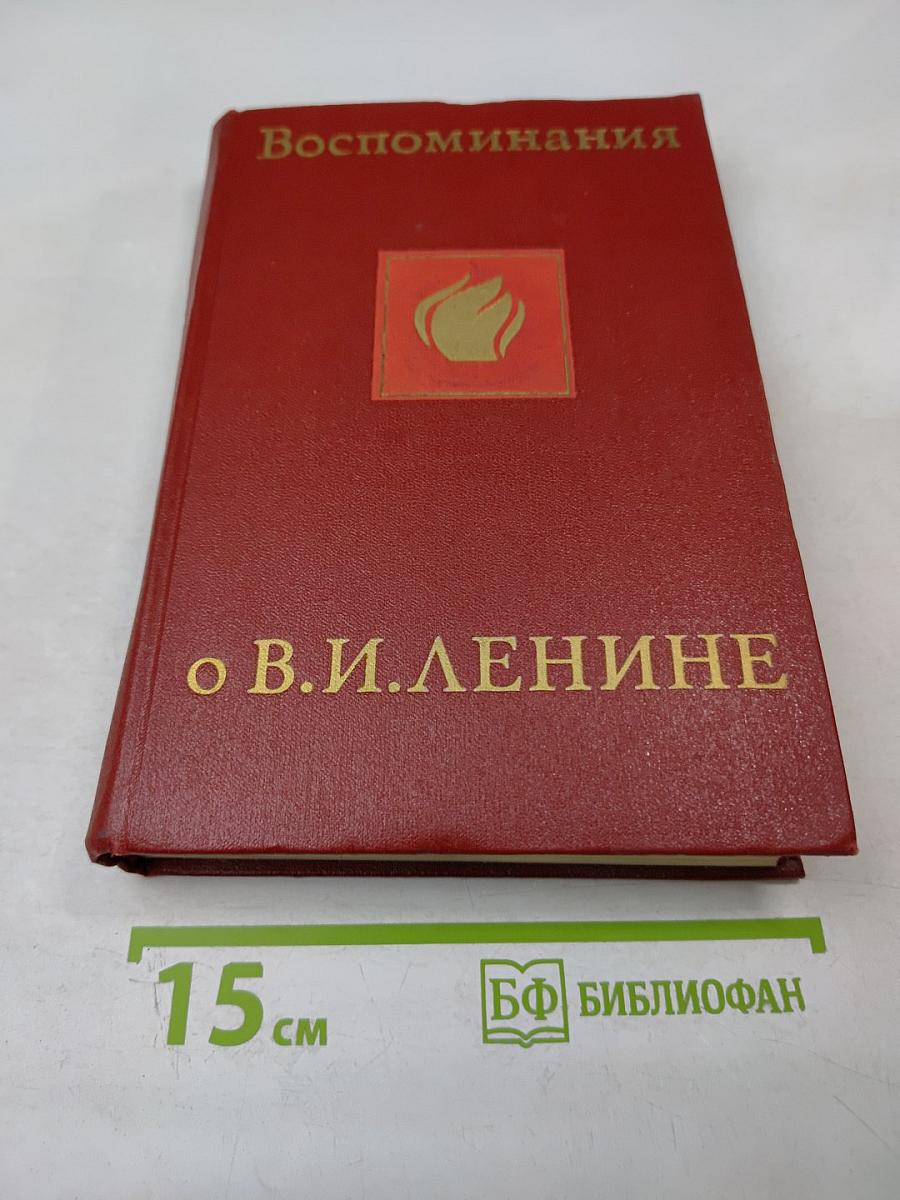 Воспоминания
о В.И.ЛЕНИНЕ
15 см
БФ БИБЛИОФАН